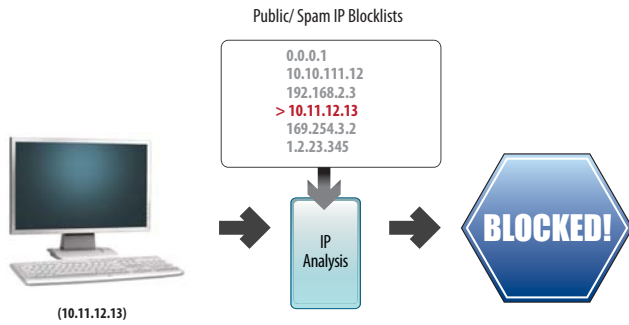 Public/ Spam IP Blocklists
0.0.0.1
10.10.111.12
192.168.2.3
> 10.11.12.13
169.254.3.2
1.2.23.345
IP
Analysis
BLOCKED!
(10.11.12.13)